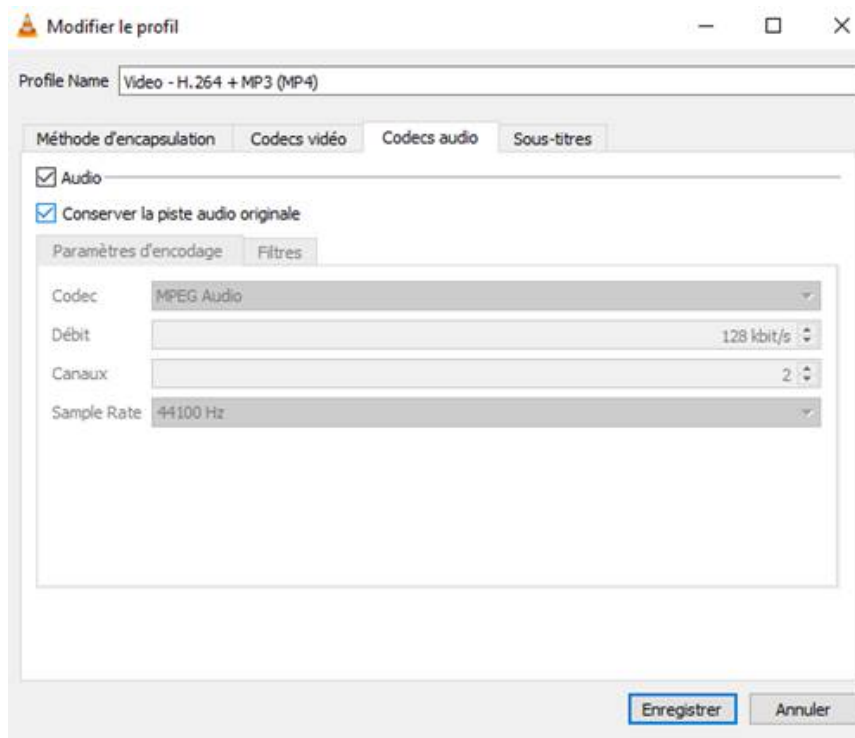 Modifier le profil
Profile Name Video - H.264 + MP3 (MP4)
Méthode d'encapsulation Codecs vidéo Codecs audio Sous-titres
Audio
Conserver la piste audio originale
Paramètres d'encodage Filtres
Codec MPEG Audio
Débit 128 kbit/s
Canaux 2
Sample Rate 44100 Hz
Enregistrer Annuler